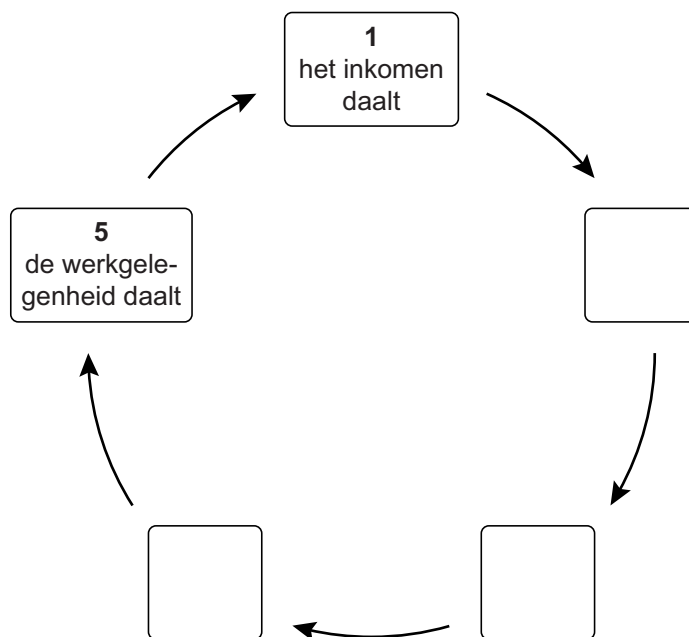 1
het inkomen
daalt
5
de werkgele-
genheid daalt